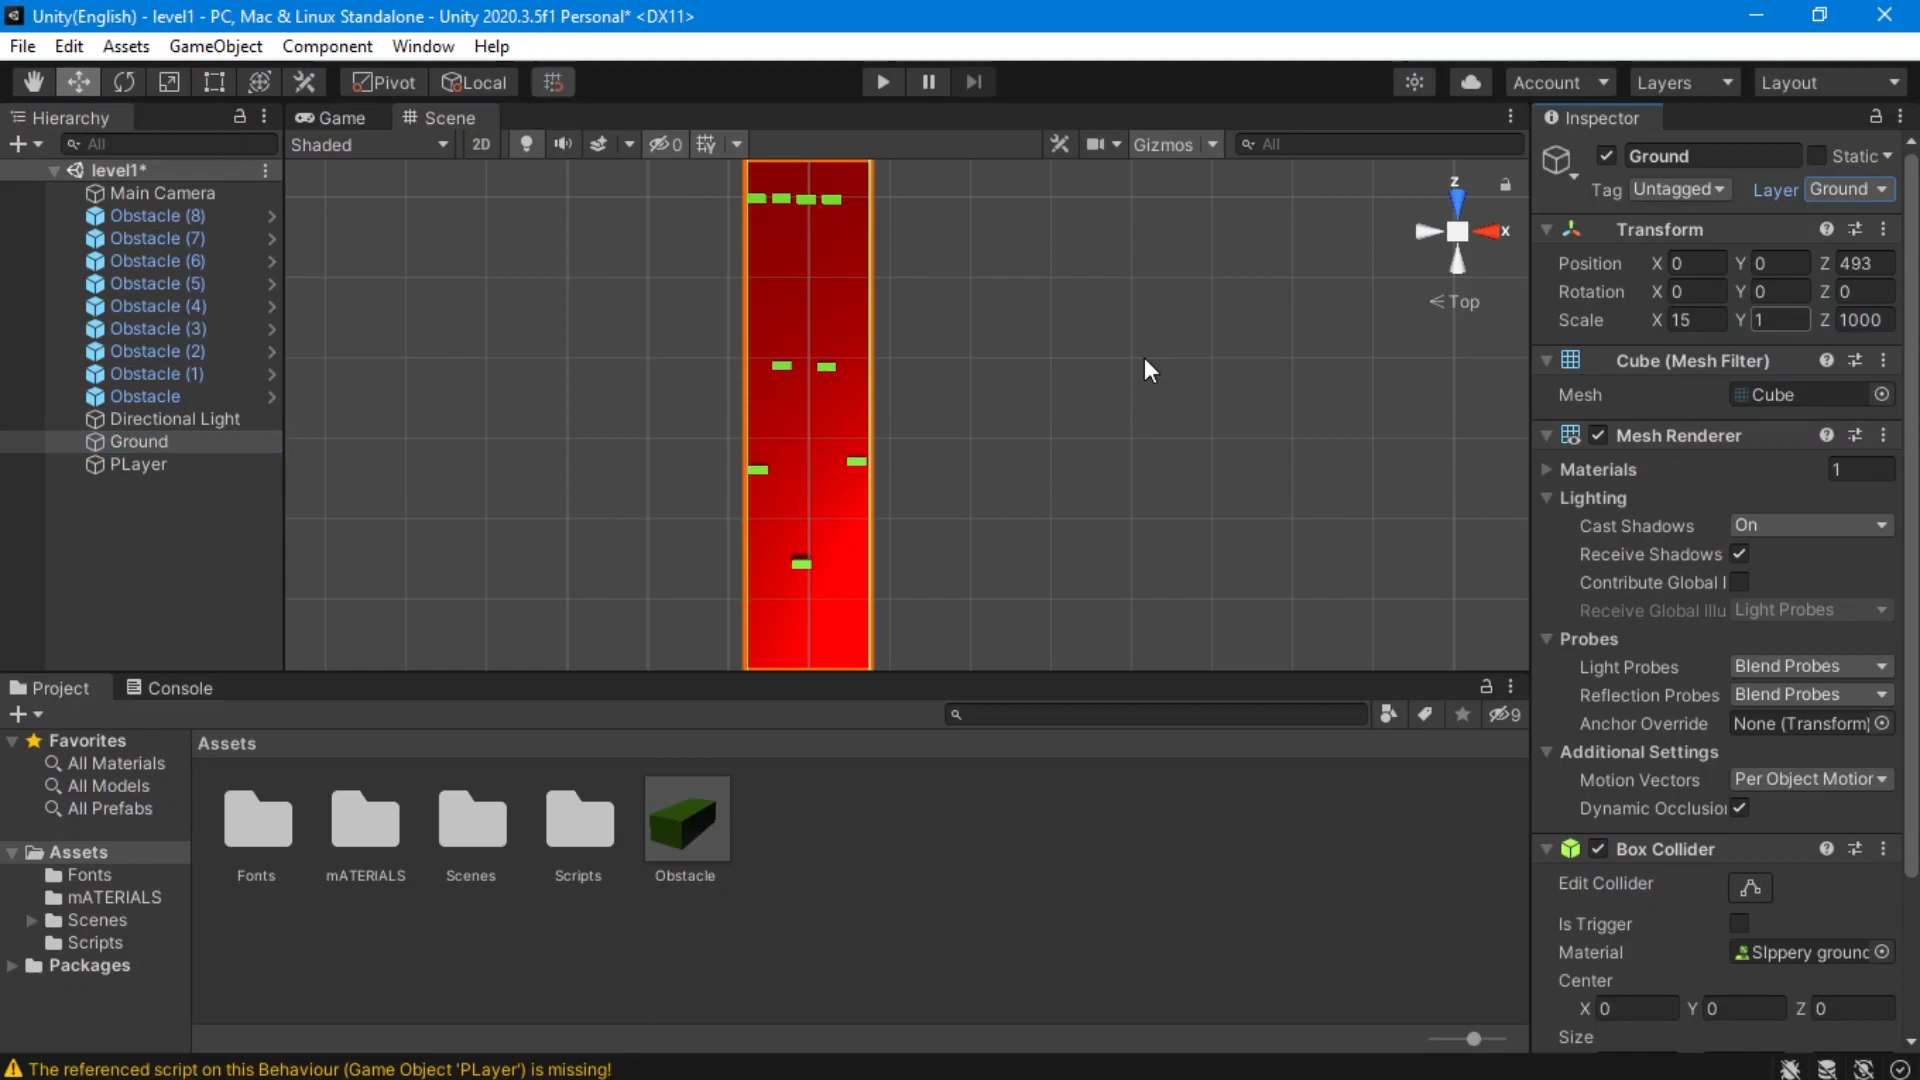 Unity(English) - level1 - PC, Mac & Linux Standalone - Unity 2020.3.5f1 Personal* <DX11>
File Edit Assets GameObject Component Window Help
Pivot Local Account Layers Layout
Hierarchy
All
level1*
Main Camera
Obstacle (8)
Obstacle (7)
Obstacle (6)
Obstacle (5)
Obstacle (4)
Obstacle (3)
Obstacle (2)
Obstacle (1)
Obstacle
Directional Light
Ground
PLayer
Game Scene
Shaded 2D 0 Gizmos All
z
x
Top
Inspector
Ground Static
Tag Untagged Layer Ground
Transform
Position X 0 Y 0 Z 493
Rotation X 0 Y 0 Z 0
Scale X 15 Y 1 Z 1000
Cube (Mesh Filter)
Mesh Cube
Mesh Renderer
Materials 1
Lighting
Cast Shadows On
Receive Shadows
Contribute Global I
Receive Global Illu Light Probes
Probes
Light Probes Blend Probes
Reflection Probes Blend Probes
Anchor Override None (Transform)
Additional Settings
Motion Vectors Per Object Motior
Dynamic Occlusior
Box Collider
Edit Collider
Is Trigger
Material SIppery grounc
Center
X 0 Y 0 Z 0
Size
Project Console
9
Favorites
All Materials
All Models
All Prefabs
Assets
Fonts
mATERIALS
Scenes
Scripts
Packages
Assets
Fonts mATERIALS Scenes Scripts Obstacle
The referenced script on this Behaviour (Game Object 'PLayer') is missing!